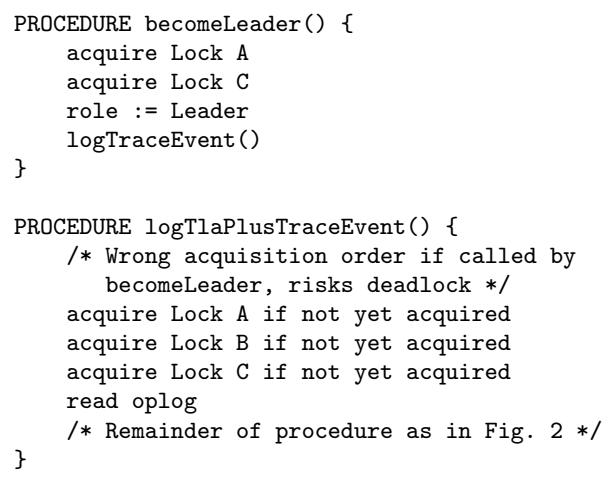 PROCEDURE becomeLeader() {
    acquire Lock A
    acquire Lock C
    role := Leader
    logTraceEvent()
}

PROCEDURE logTlaPlusTraceEvent() {
    /* Wrong acquisition order if called by
       becomeLeader, risks deadlock */
    acquire Lock A if not yet acquired
    acquire Lock B if not yet acquired
    acquire Lock C if not yet acquired
    read oplog
    /* Remainder of procedure as in Fig. 2 */
}